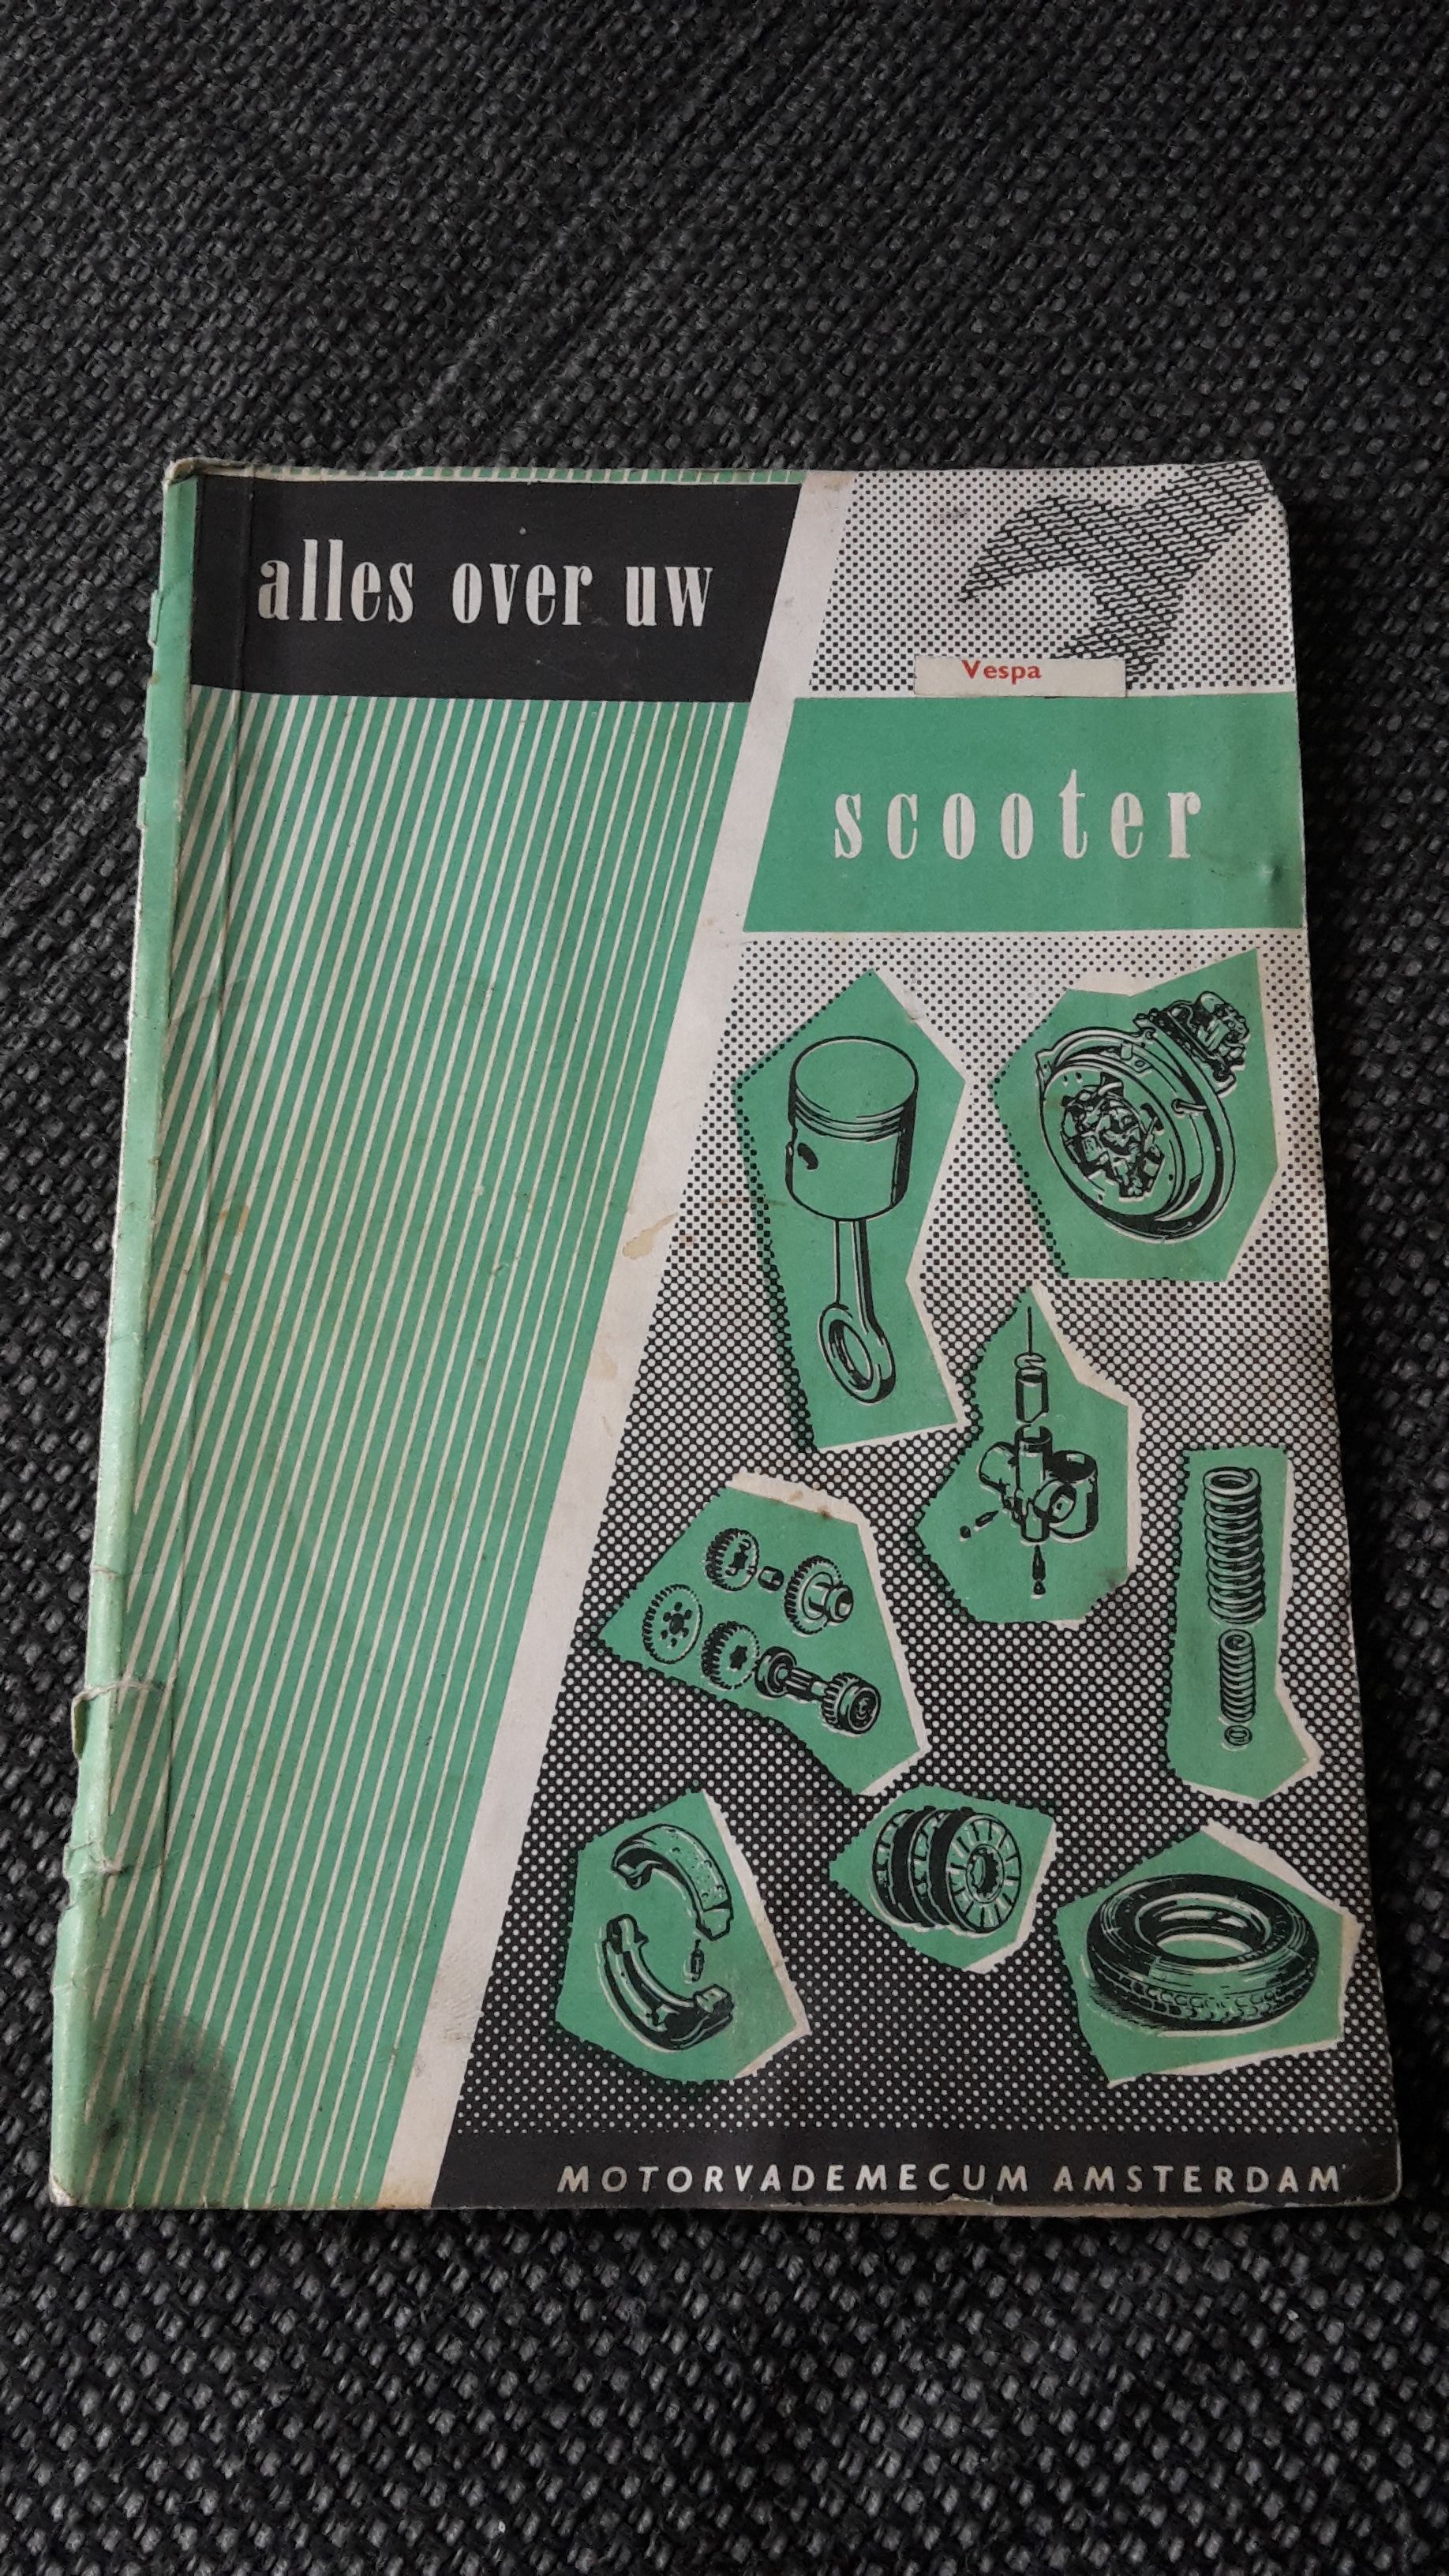 alles over uw
Vespa
scooter
MOTORVADEMECUM AMSTERDAM